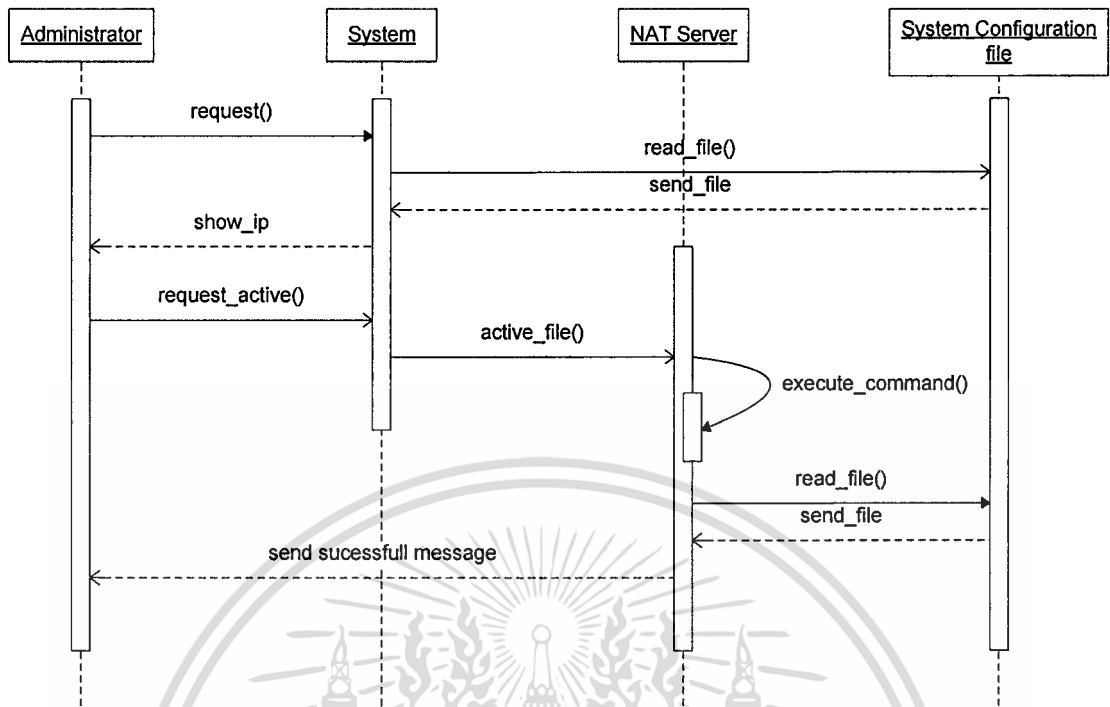 Administrator
System
NAT Server
System Configuration
file
request()
read_file()
send_file
show_ip
request_active()
active_file()
execute_command()
read_file()
send_file
send sucessfull message